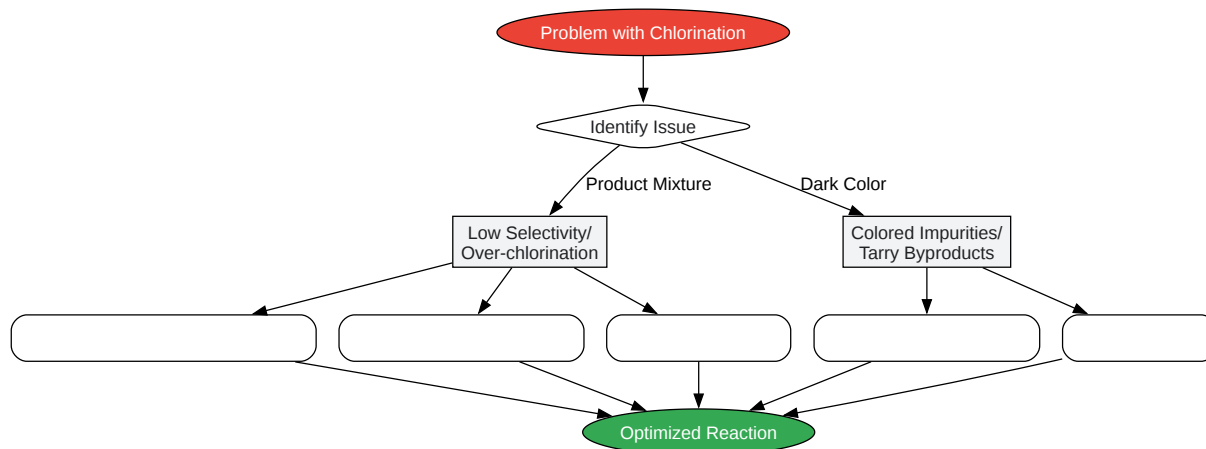 Problem with Chlorination
Identify Issue
Product Mixture
Dark Color
Low Selectivity/
Over-chlorination
Colored Impurities/
Tarry Byproducts
Optimized Reaction